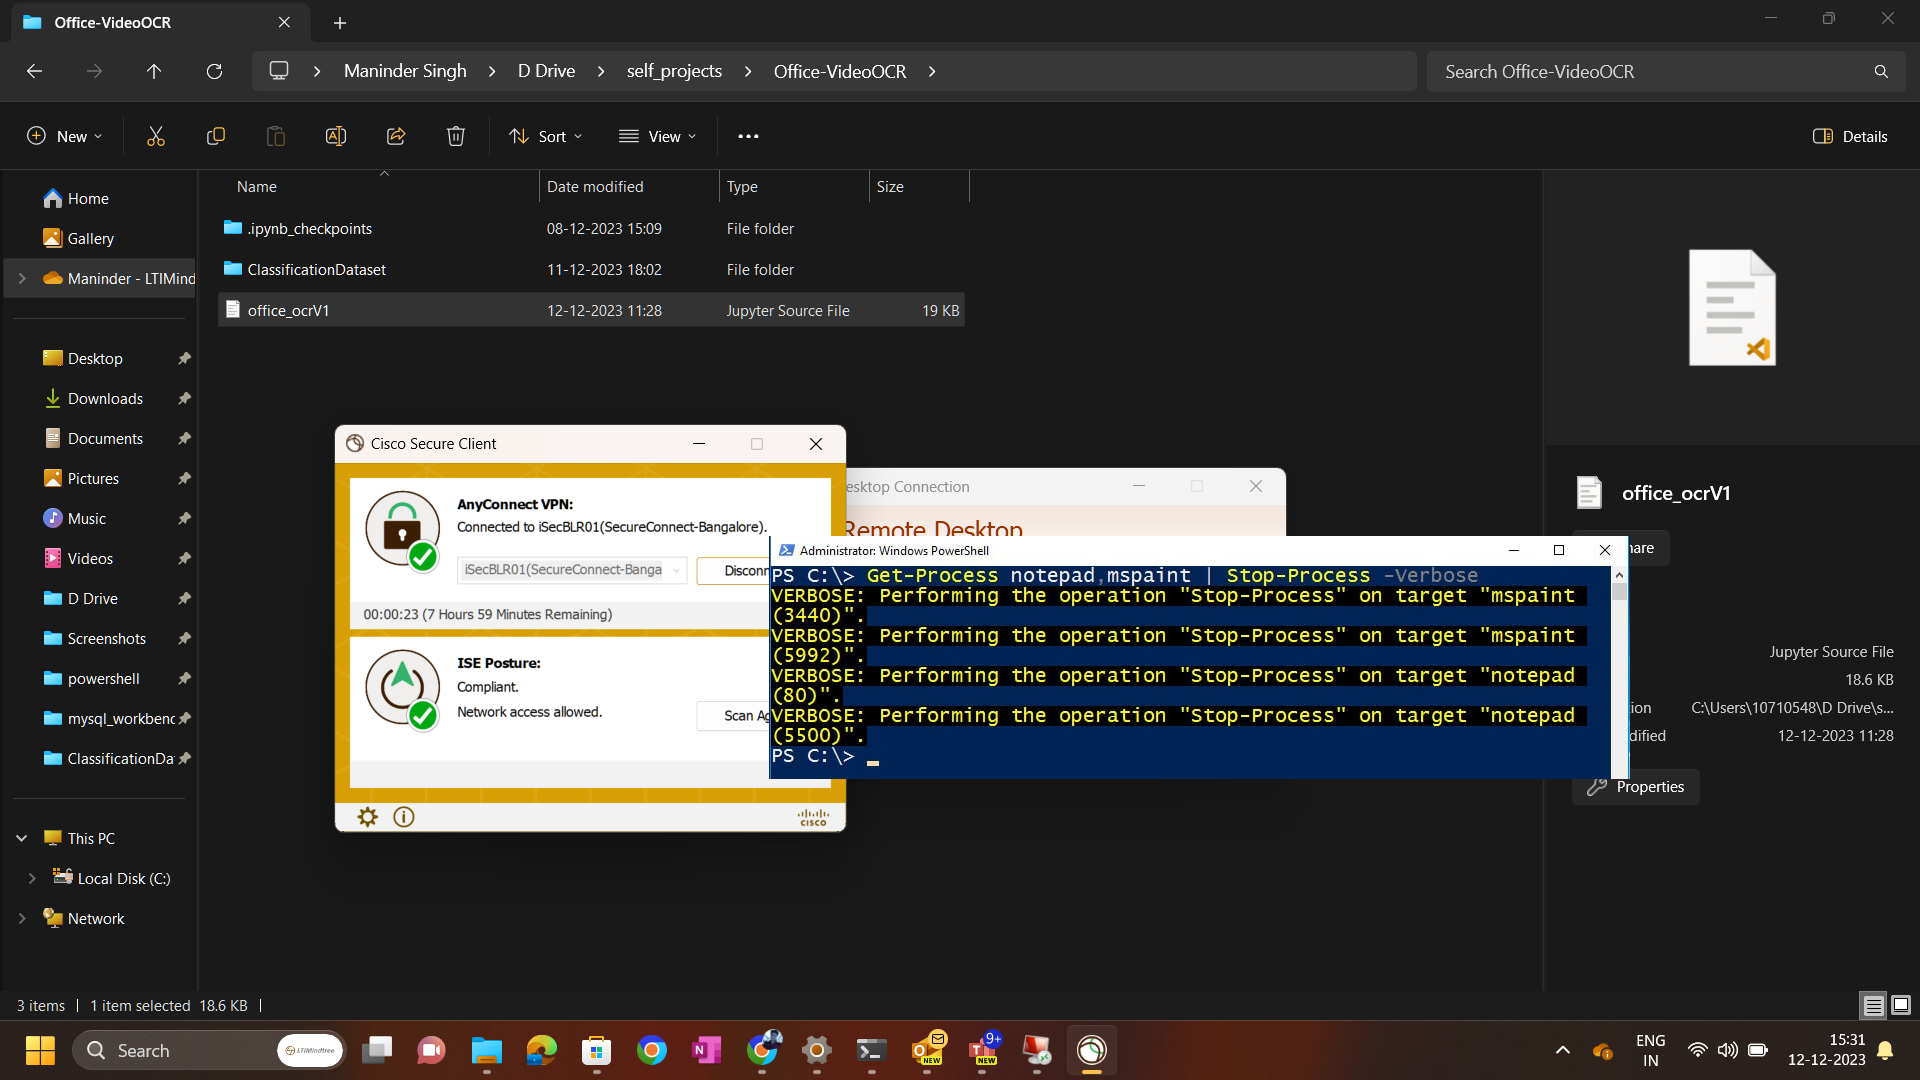 Office-VideoOCR
Maninder Singh
D Drive
self_projects
Office-VideoOCR
Search Office-VideoOCR
New
Sort
View
Details
Name
Date modified
Type
Size
.ipynb_checkpoints
08-12-2023 15:09
File folder
ClassificationDataset
11-12-2023 18:02
File folder
office_ocrV1
12-12-2023 11:28
Jupyter Source File
19 KB
Home
Gallery
Maninder - LTIMind
Desktop
Downloads
Documents
Pictures
Music
Videos
D Drive
Screenshots
powershell
mysql_workbenc
ClassificationDa
This PC
Local Disk (C:)
Network
Cisco Secure Client
AnyConnect VPN:
Connected to iSecBLR01(SecureConnect-Bangalore).
iSecBLR01(SecureConnect-Banga
Disconn
00:00:23 (7 Hours 59 Minutes Remaining)
ISE Posture:
Compliant.
Network access allowed.
Scan Ag
cisco
esktop Connection
Remote Desktop
Administrator: Windows PowerShell
PS C:\> Get-Process notepad,mspaint | Stop-Process -Verbose
VERBOSE: Performing the operation "Stop-Process" on target "mspaint
(3440)".
VERBOSE: Performing the operation "Stop-Process" on target "mspaint
(5992)".
VERBOSE: Performing the operation "Stop-Process" on target "notepad
(80)".
VERBOSE: Performing the operation "Stop-Process" on target "notepad
(5500)".
PS C:\>
office_ocrV1
hare
Jupyter Source File
18.6 KB
ion
C:\Users\10710548\D Drive\s...
dified
12-12-2023 11:28
Properties
3 items
1 item selected 18.6 KB
Search
LTIMindtree
NEW
9+
NEW
ENG
IN
15:31
12-12-2023